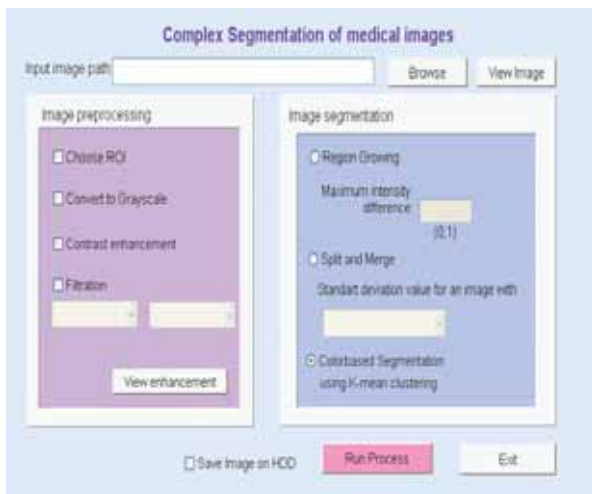 Complex Segmentation of medical images
Input image path
Browse
View Image
Image preprocessing
Choose ROI
Convert to Grayscale
Contrast enhancement
Filtration
View enhancement
Image segmentation
Region Growing
Maximum intensity
difference
(0,1)
Split and Merge
Standart deviation value for an image with
Colorbased Segmentation
using K-mean clustering
Save Image on HDD
Run Process
Exit